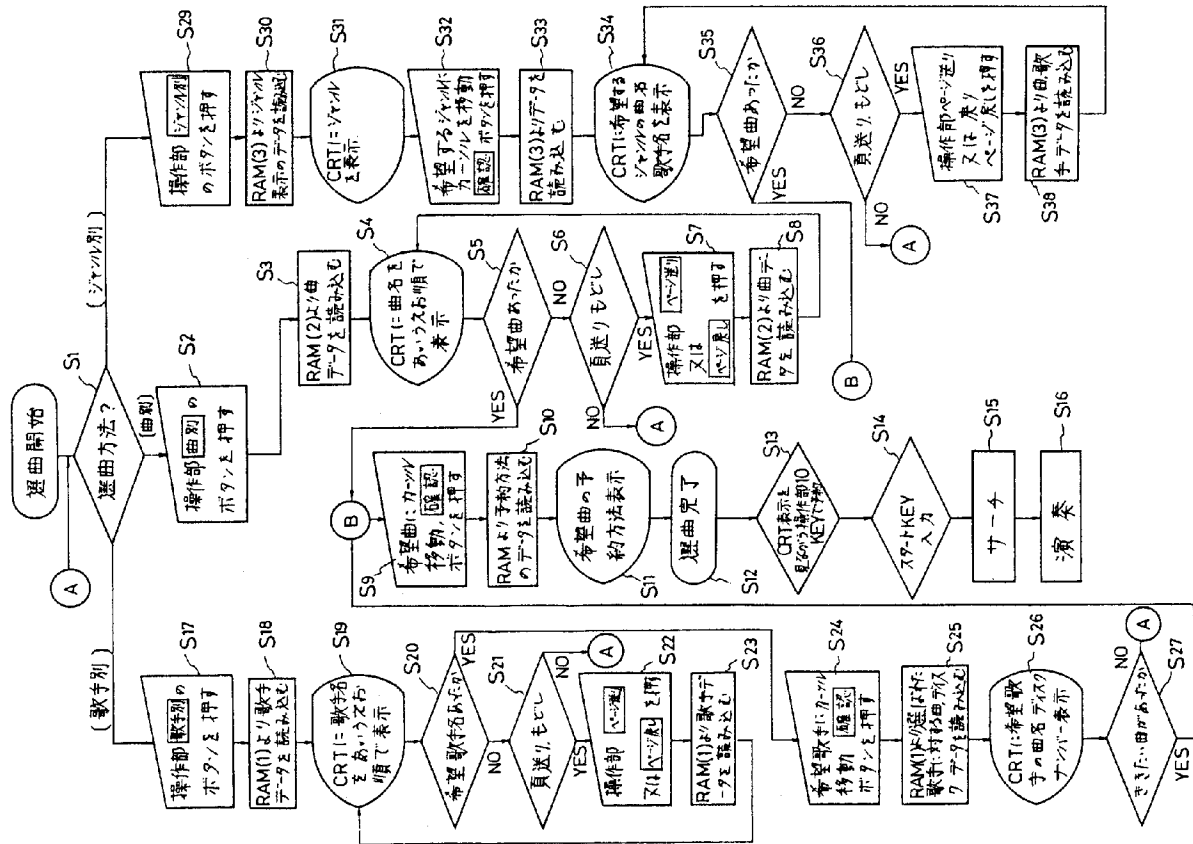 選曲開始
A
S1
選曲方法?
(歌手別)
(曲別)
(ジャンル別)
S17
操作部 歌手別 の
ボタンを押す
S18
RAM(1)より歌手
データを読み込む
S19
CRTに歌手名
をあいうえお
順で表示
S20
希望歌手名あったか
YES
NO
S21
頁送りもどし
NO
A
YES
S22
操作部 ページ送り
又は ページ戻し を押す
S23
RAM(1)より歌手デ
ータを読み込む
S24
希望歌手にカーソル
移動 確認
ボタンを押す
S25
RAM(1)より選ばれた
歌手に対する曲ディス
クデータを読み込む
S26
CRTに希望歌
手の曲名ディスク
ナンバー表示
S27
ききたい曲があったか
NO
A
YES
S2
操作部 曲別 の
ボタンを押す
S3
RAM(2)より曲
データを読み込む
S4
CRTに曲名を
あいうえお順で
表示
S5
希望曲あったか
YES
NO
S6
頁送りもどし
NO
A
YES
S7
操作部 ページ送り
又は ページ戻し を押す
S8
RAM(2)より曲デー
タを読み込む
B
S9
希望曲にカーソル
移動, 確認
ボタンを押す
S10
RAMより予約方法
のデータを読み込む
S11
希望曲の予
約方法表示
S12
選曲完了
S13
CRT表示を
見ながら操作部10
KEYで予約
S14
スタートKEY
入力
S15
サーチ
S16
演奏
S29
操作部 ジャンル別
のボタンを押す
S30
RAM(3)よりジャンル
表示のデータを読み込む
S31
CRTにジャンル
を表示
S32
希望するジャンルに
カーソルを移動
確認 ボタンを押す
S33
RAM(3)よりデータを
読み込む
S34
CRTに希望する
ジャンルの曲名
歌手名を表示
S35
希望曲あったか
YES
NO
B
S36
頁送りもどし
NO
A
YES
S37
操作部ページ送り
又は 戻り
ページ戻しを押す
S38
RAM(3)より曲,歌
手データを読み込む